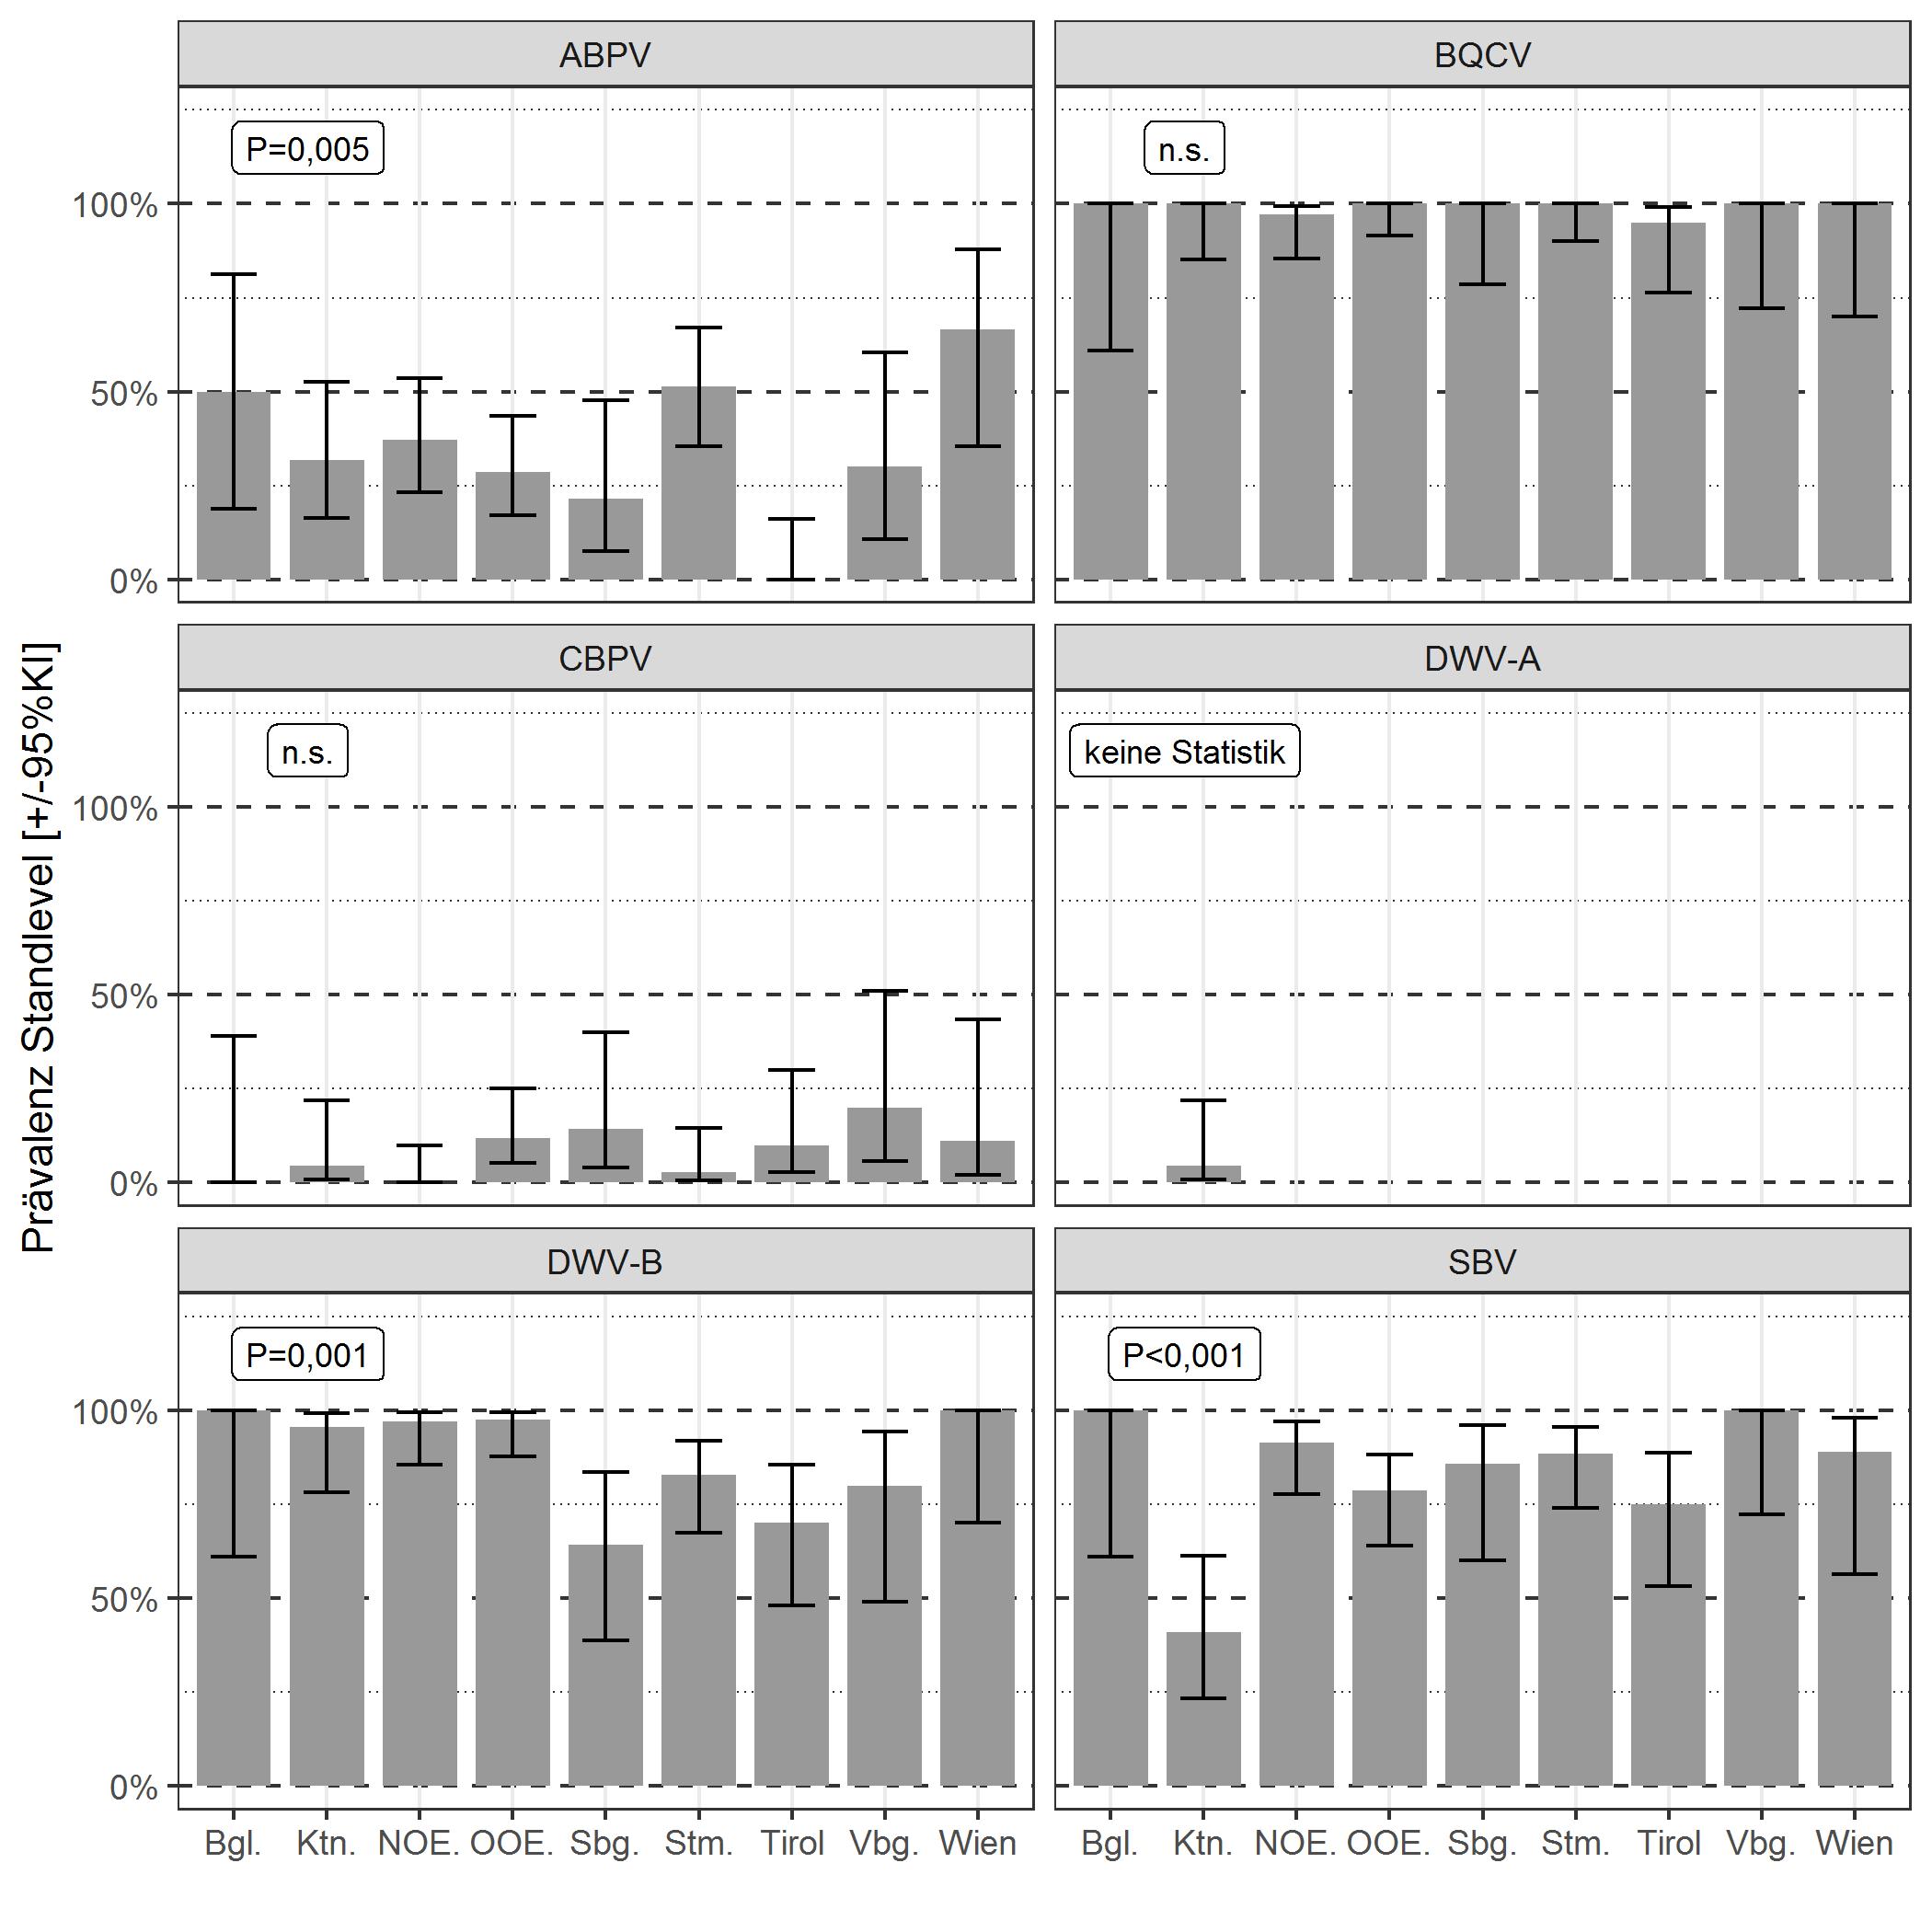 ABPV
BQCV
P=0,005
n.s.
100%
50%
0%
CBPV
DWV-A
n.s.
keine Statistik
100%
50%
0%
Prävalenz Standlevel [+/-95%KI]
DWV-B
SBV
P=0,001
P<0,001
100%
50%
0%
Bgl. Ktn. NOE. OOE. Sbg. Stm. Tirol Vbg. Wien
Bgl. Ktn. NOE. OOE. Sbg. Stm. Tirol Vbg. Wien